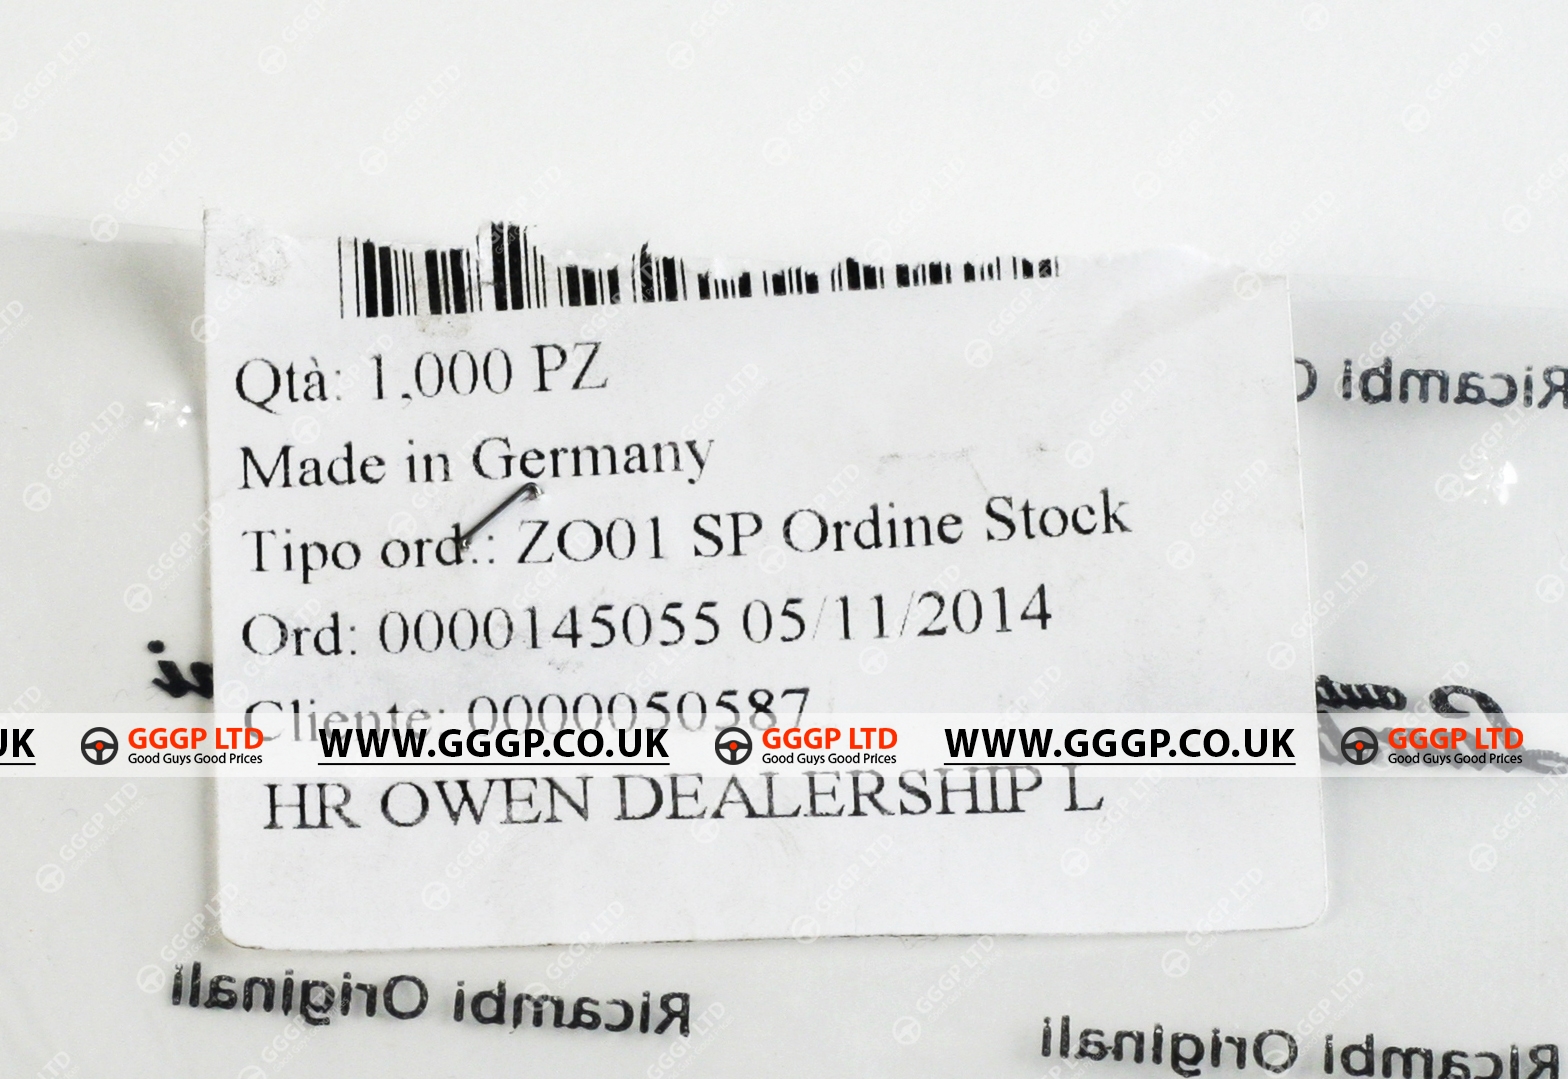 Qtà: 1,000 PZ
Ricambi O
Made in Germany
Tipo ord.: ZO01 SP Ordine Stock
Ord: 0000145055 05/11/2014
Cliente: 0000050587
UK GGGP LTD Good Guys Good Prices WWW.GGGP.CO.UK GGGP LTD Good Guys Good Prices WWW.GGGP.CO.UK GGGP LTD Good Guys Good Prices
HR OWEN DEALERSHIP L
Ricambi Originali
Ricambi Originali